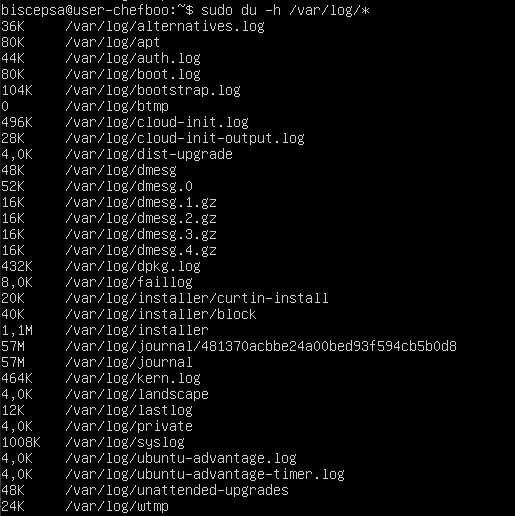 biscepsa@user-chefboo:~$ sudo du -h /var/log/*
36K /var/log/alternatives.log
80K /var/log/apt
44K /var/log/auth.log
80K /var/log/boot.log
104K /var/log/bootstrap.log
0 /var/log/btmp
496K /var/log/cloud-init.log
28K /var/log/cloud-init-output.log
4,0K /var/log/dist-upgrade
48K /var/log/dmesg
52K /var/log/dmesg.0
16K /var/log/dmesg.1.gz
16K /var/log/dmesg.2.gz
16K /var/log/dmesg.3.gz
16K /var/log/dmesg.4.gz
432K /var/log/dpkg.log
8,0K /var/log/faillog
20K /var/log/installer/curtin-install
40K /var/log/installer/block
1,1M /var/log/installer
57M /var/log/journal/481370acbbe24a00bed93f594cb5b0d8
57M /var/log/journal
464K /var/log/kern.log
4,0K /var/log/landscape
12K /var/log/lastlog
4,0K /var/log/private
1008K /var/log/syslog
4,0K /var/log/ubuntu-advantage.log
4,0K /var/log/ubuntu-advantage-timer.log
48K /var/log/unattended-upgrades
24K /var/log/wtmp